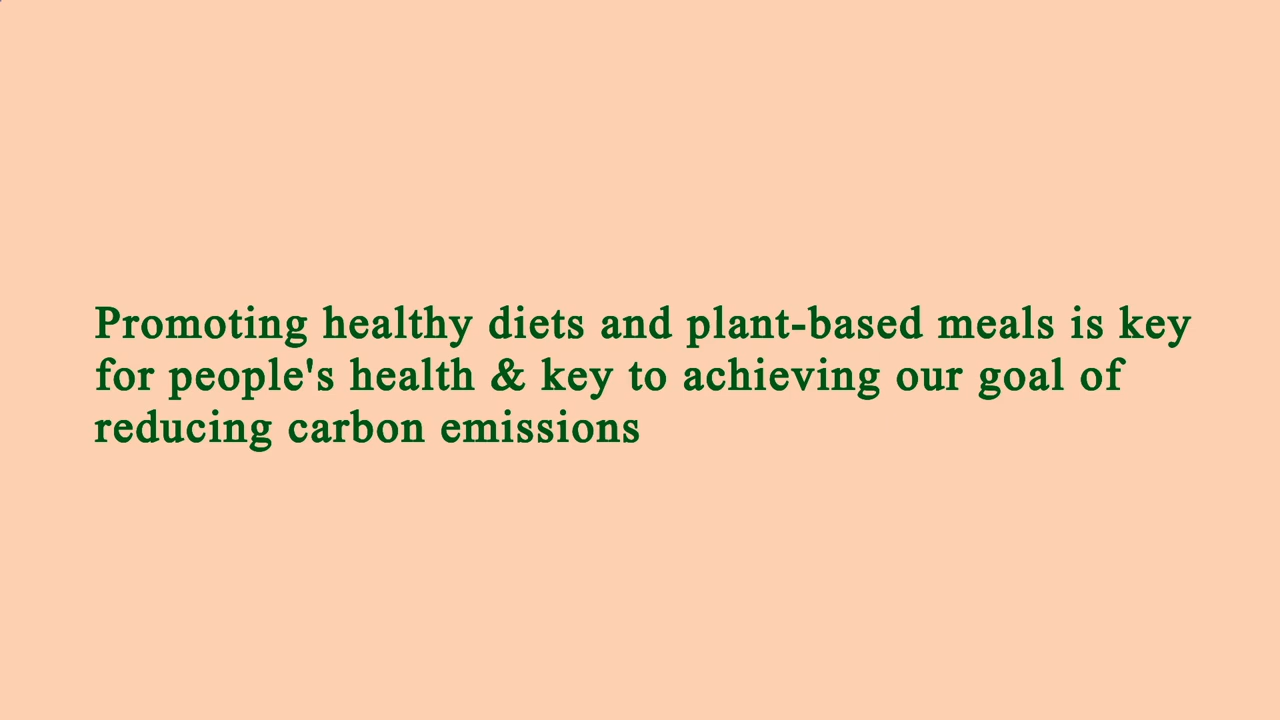 Promoting healthy diets and plant-based meals is key
for people's health & key to achieving our goal of
reducing carbon emissions